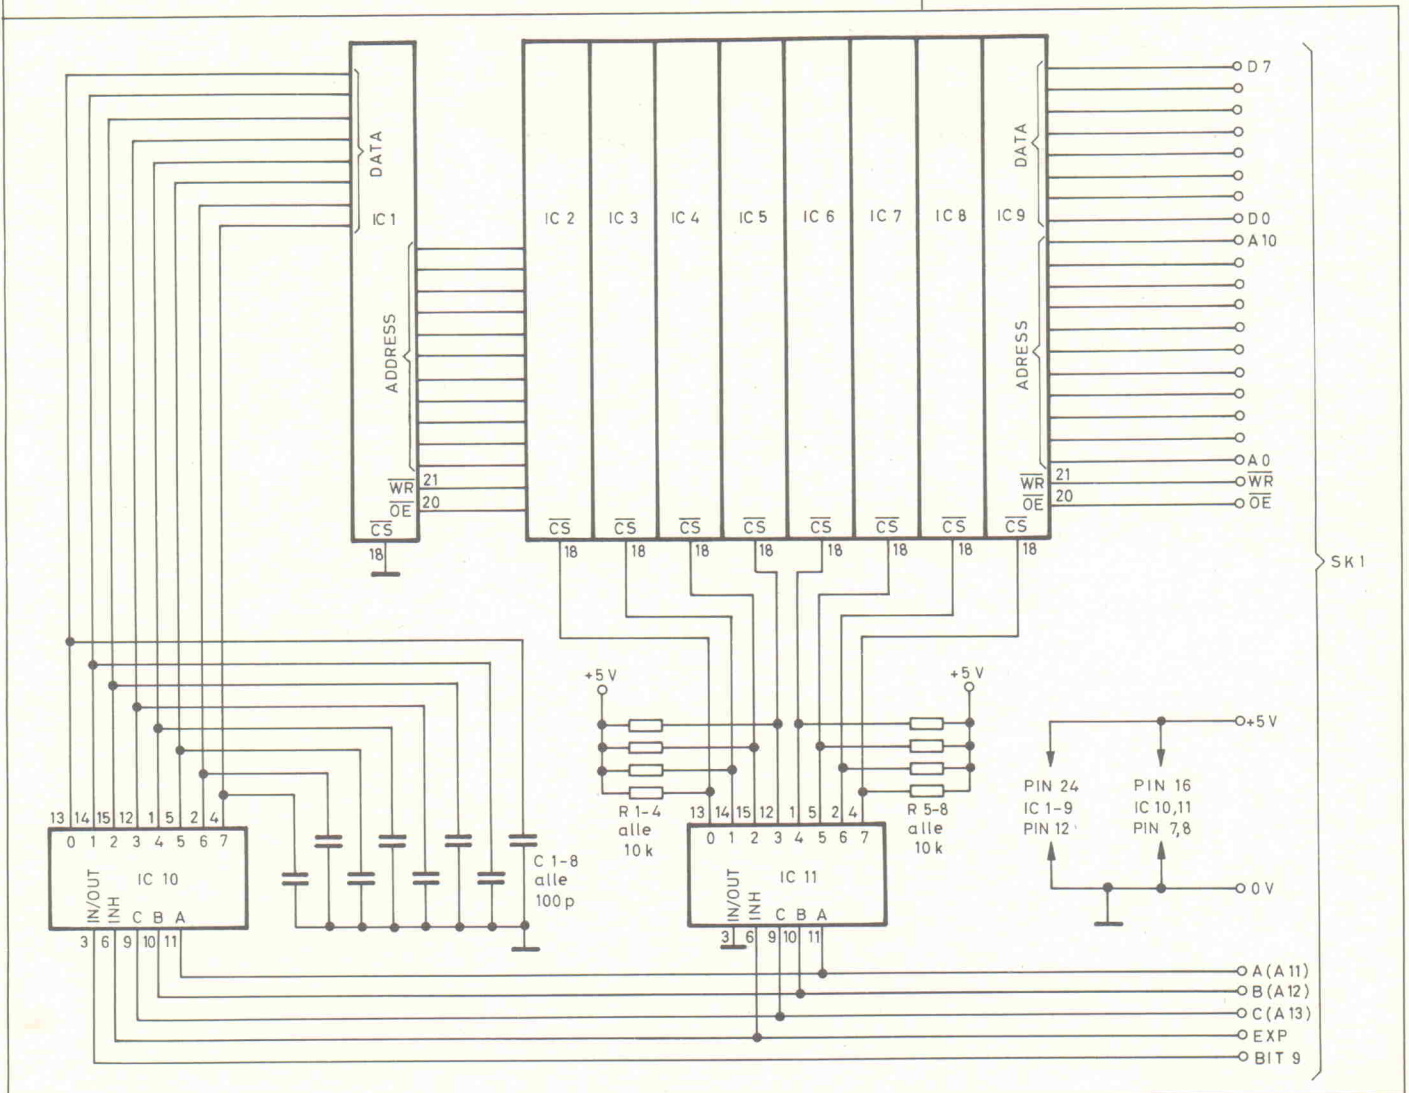 D 7
DATA
DATA
IC 1
IC 2
IC 3
IC 4
IC 5
IC 6
IC 7
IC 8
IC 9
D 0
A 10
ADDRESS
ADRESS
A 0
WR
21
WR
21
WR
OE
20
OE
20
OE
CS
CS
CS
CS
CS
CS
CS
CS
CS
18
18
18
18
18
18
18
18
18
SK 1
+5 V
+5 V
+5 V
PIN 24
IC 1-9
PIN 12
PIN 16
IC 10,11
PIN 7,8
R 1-4
alle
10 k
R 5-8
alle
10 k
13 14 15 12 1 5 2 4
0 1 2 3 4 5 6 7
IC 10
IN/OUT
INH
C B A
3 6 9 10 11
C 1-8
alle
100 p
13 14 15 12 1 5 2 4
0 1 2 3 4 5 6 7
IC 11
IN/OUT
INH
C B A
3 6 9 10 11
0 V
A (A 11)
B (A 12)
C (A 13)
EXP
BIT 9